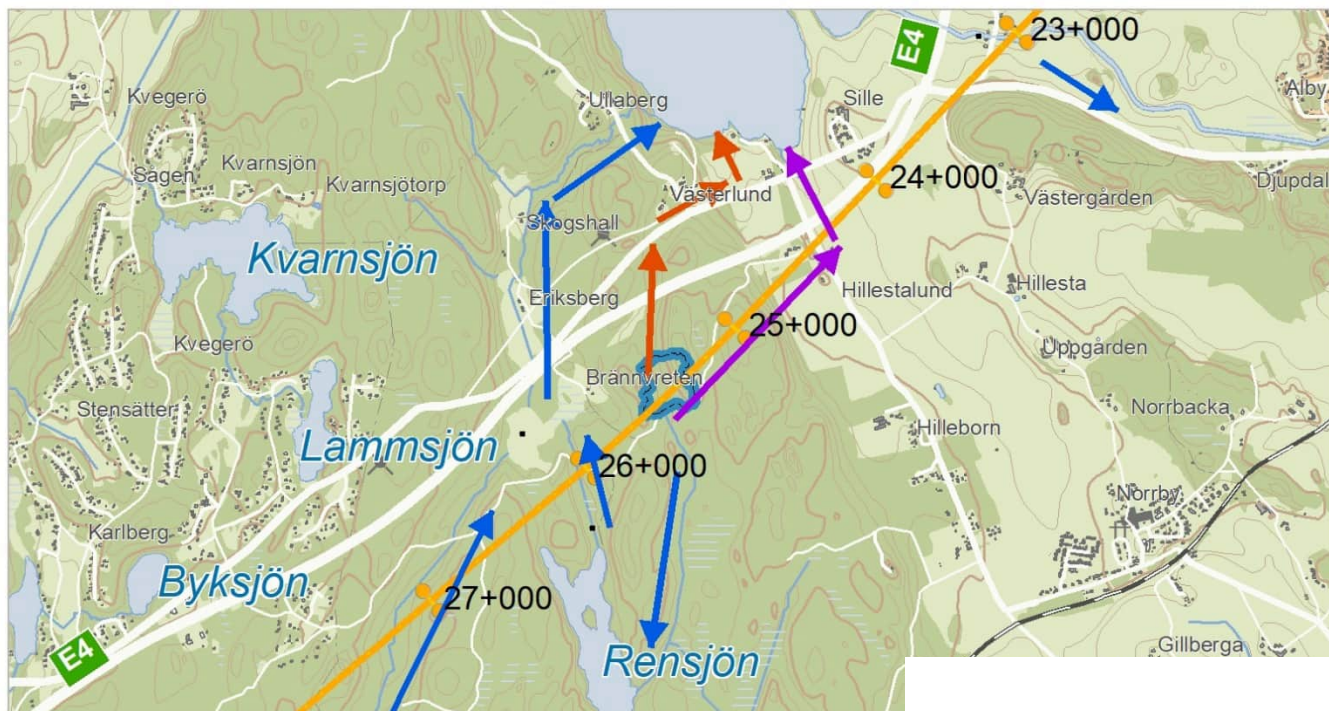 23+000
E4
Alby
Kvegerö
Ullaberg
Sille
Kvarnsjön
Sågen
Kvarnsjötorp
24+000
Djupdal
Västerlund
Västergården
Skogshall
Kvarnsjön
Hillestalund
Hillesta
Eriksberg
25+000
Kvegerö
Uppgården
Brännvreten
Stensätter
Norrbacka
Lammsjön
Hilleborn
26+000
Norrby
Karlberg
Byksjön
27+000
E4
Rensjön
Gillberga